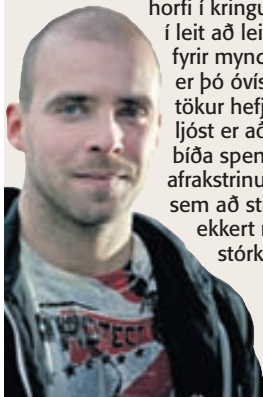 horfi í kringu
í leit að lei
fyrir mynd
er þó óvís
tökur hefj
ljóst er að
bíða spen
afrakstrinu
sem að st
ekkert r
stórk